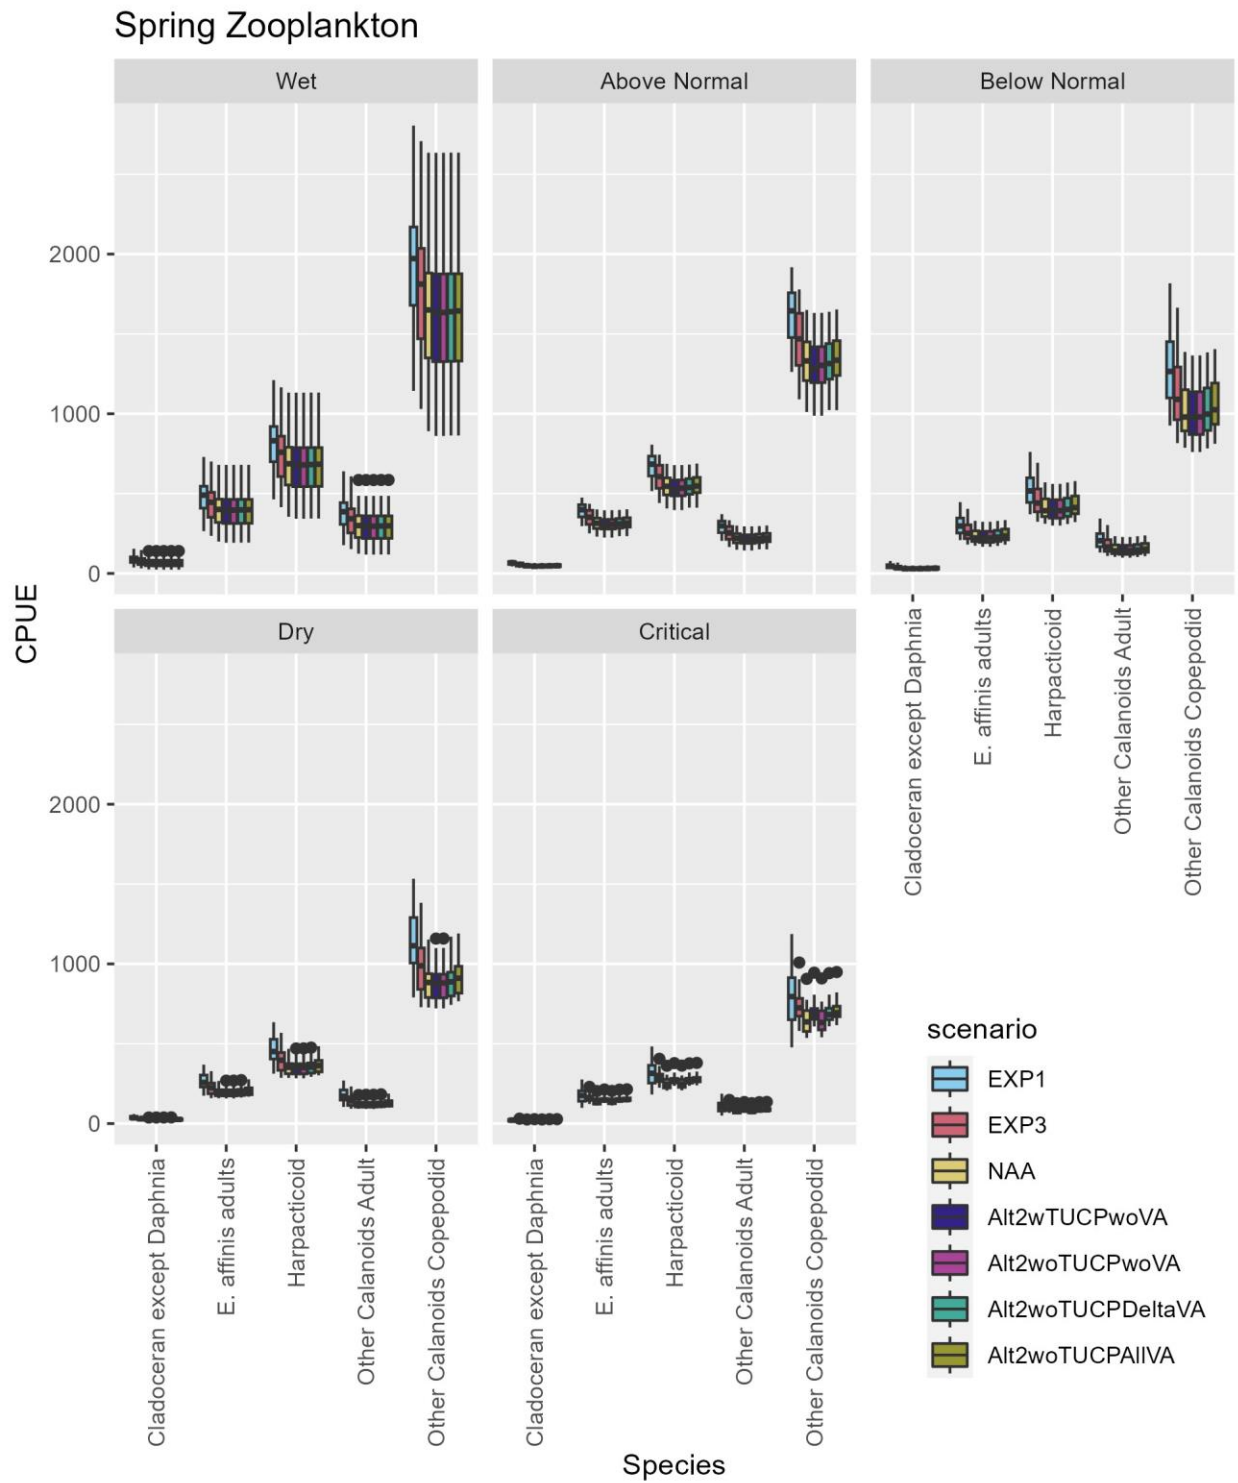 Spring Zooplankton
Wet
Above Normal
Below Normal
CPUE
2000
1000
0
Cladoceran except Daphnia
E. affinis adults
Harpacticoid
Other Calanoids Adult
Other Calanoids Copepodid
Dry
Critical
2000
1000
0
Cladoceran except Daphnia
E. affinis adults
Harpacticoid
Other Calanoids Adult
Other Calanoids Copepodid
Cladoceran except Daphnia
E. affinis adults
Harpacticoid
Other Calanoids Adult
Other Calanoids Copepodid
Species
scenario
EXP1
EXP3
NAA
Alt2wTUCPwoVA
Alt2woTUCPwoVA
Alt2woTUCPDeltaVA
Alt2woTUCPAllVA